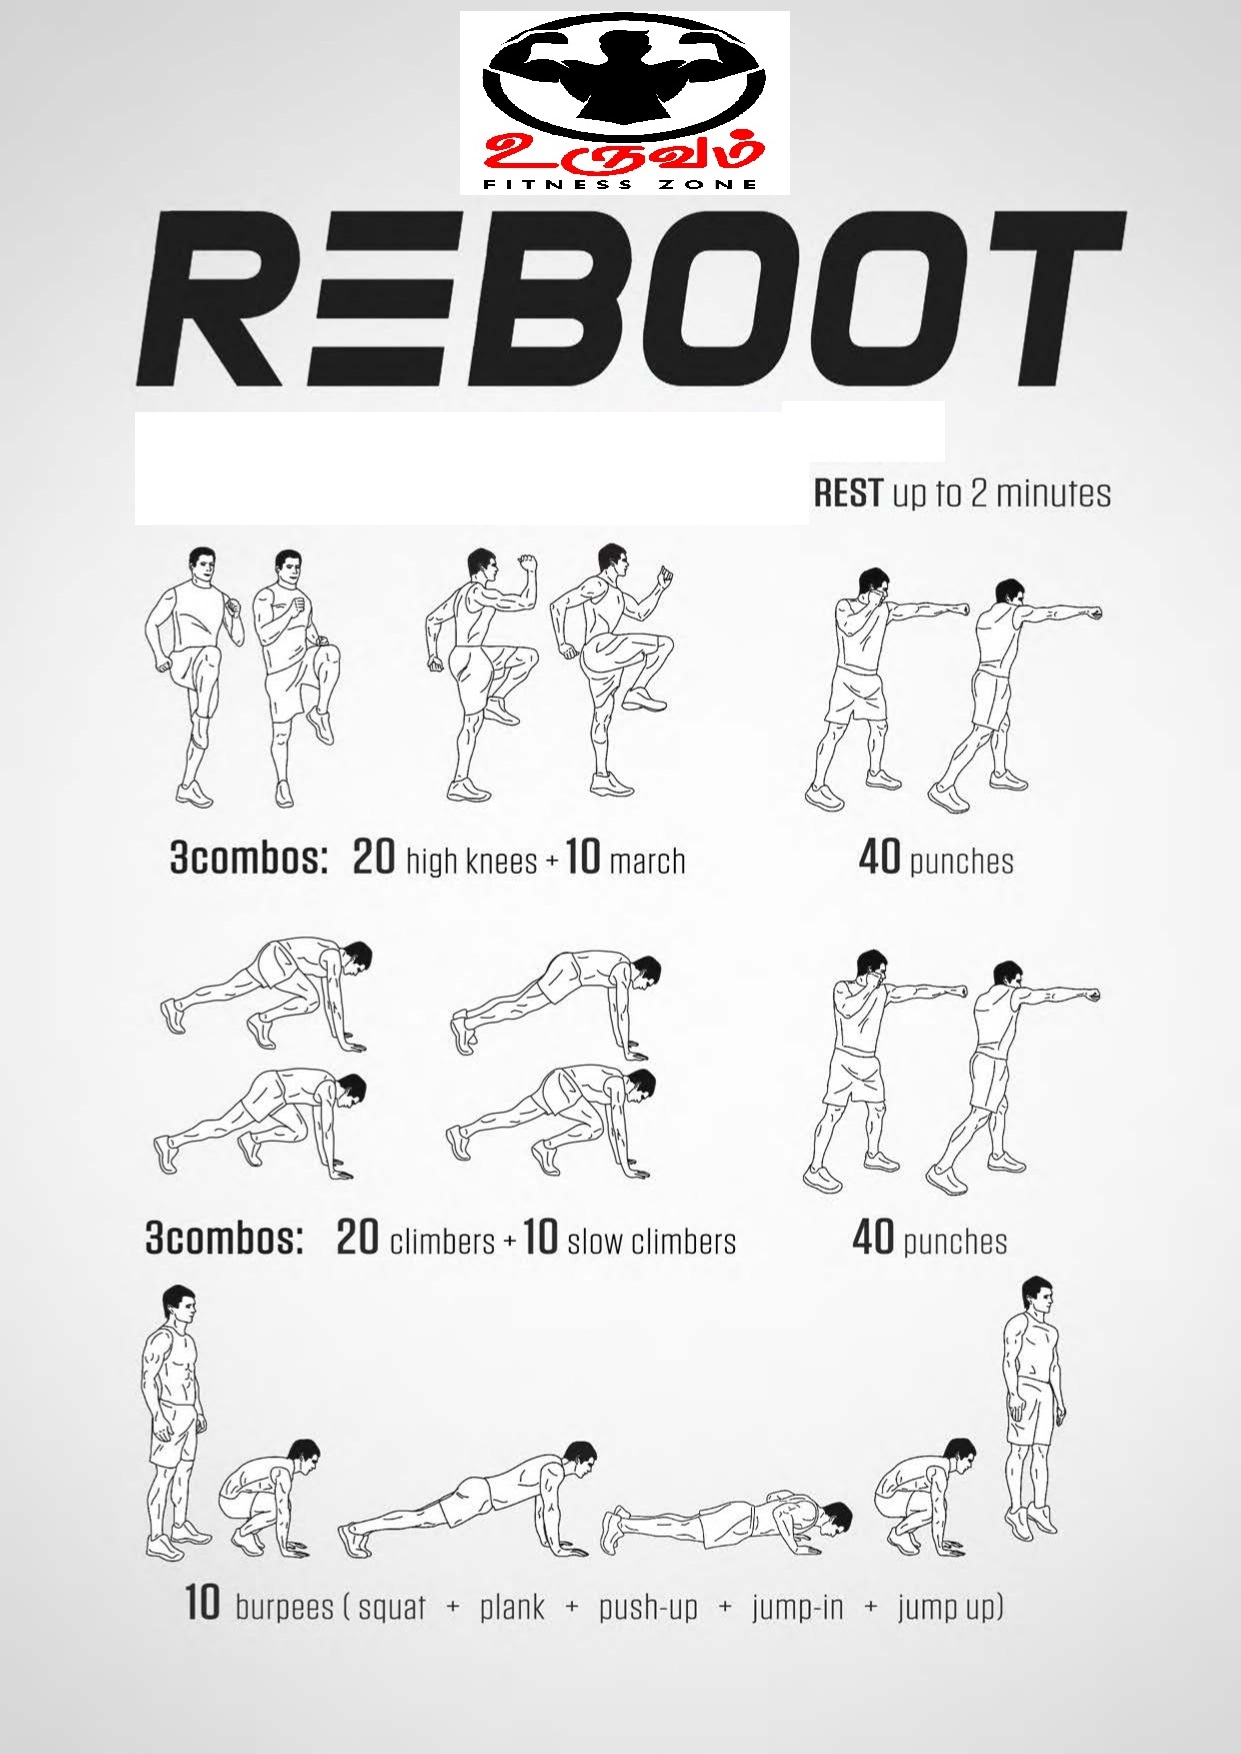 உருவம்
FITNESS ZONE
REBOOT
REST up to 2 minutes
3combos: 20 high knees + 10 march
40 punches
3combos: 20 climbers + 10 slow climbers
40 punches
10 burpees ( squat + plank + push-up + jump-in + jump up)